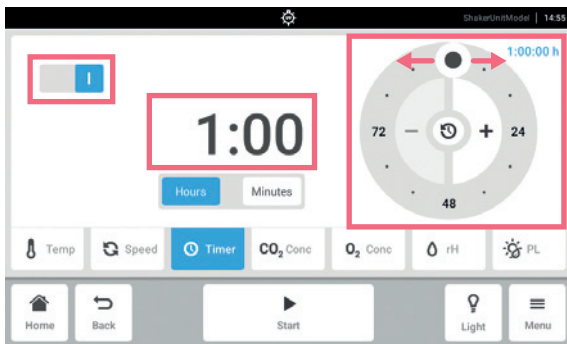 ShakerUnitModel | 14:55
1:00:00 h
I
1:00
72 − + 24
48
Hours Minutes
Temp Speed Timer CO₂ Conc O₂ Conc rH PL
Home Back Start Light Menu